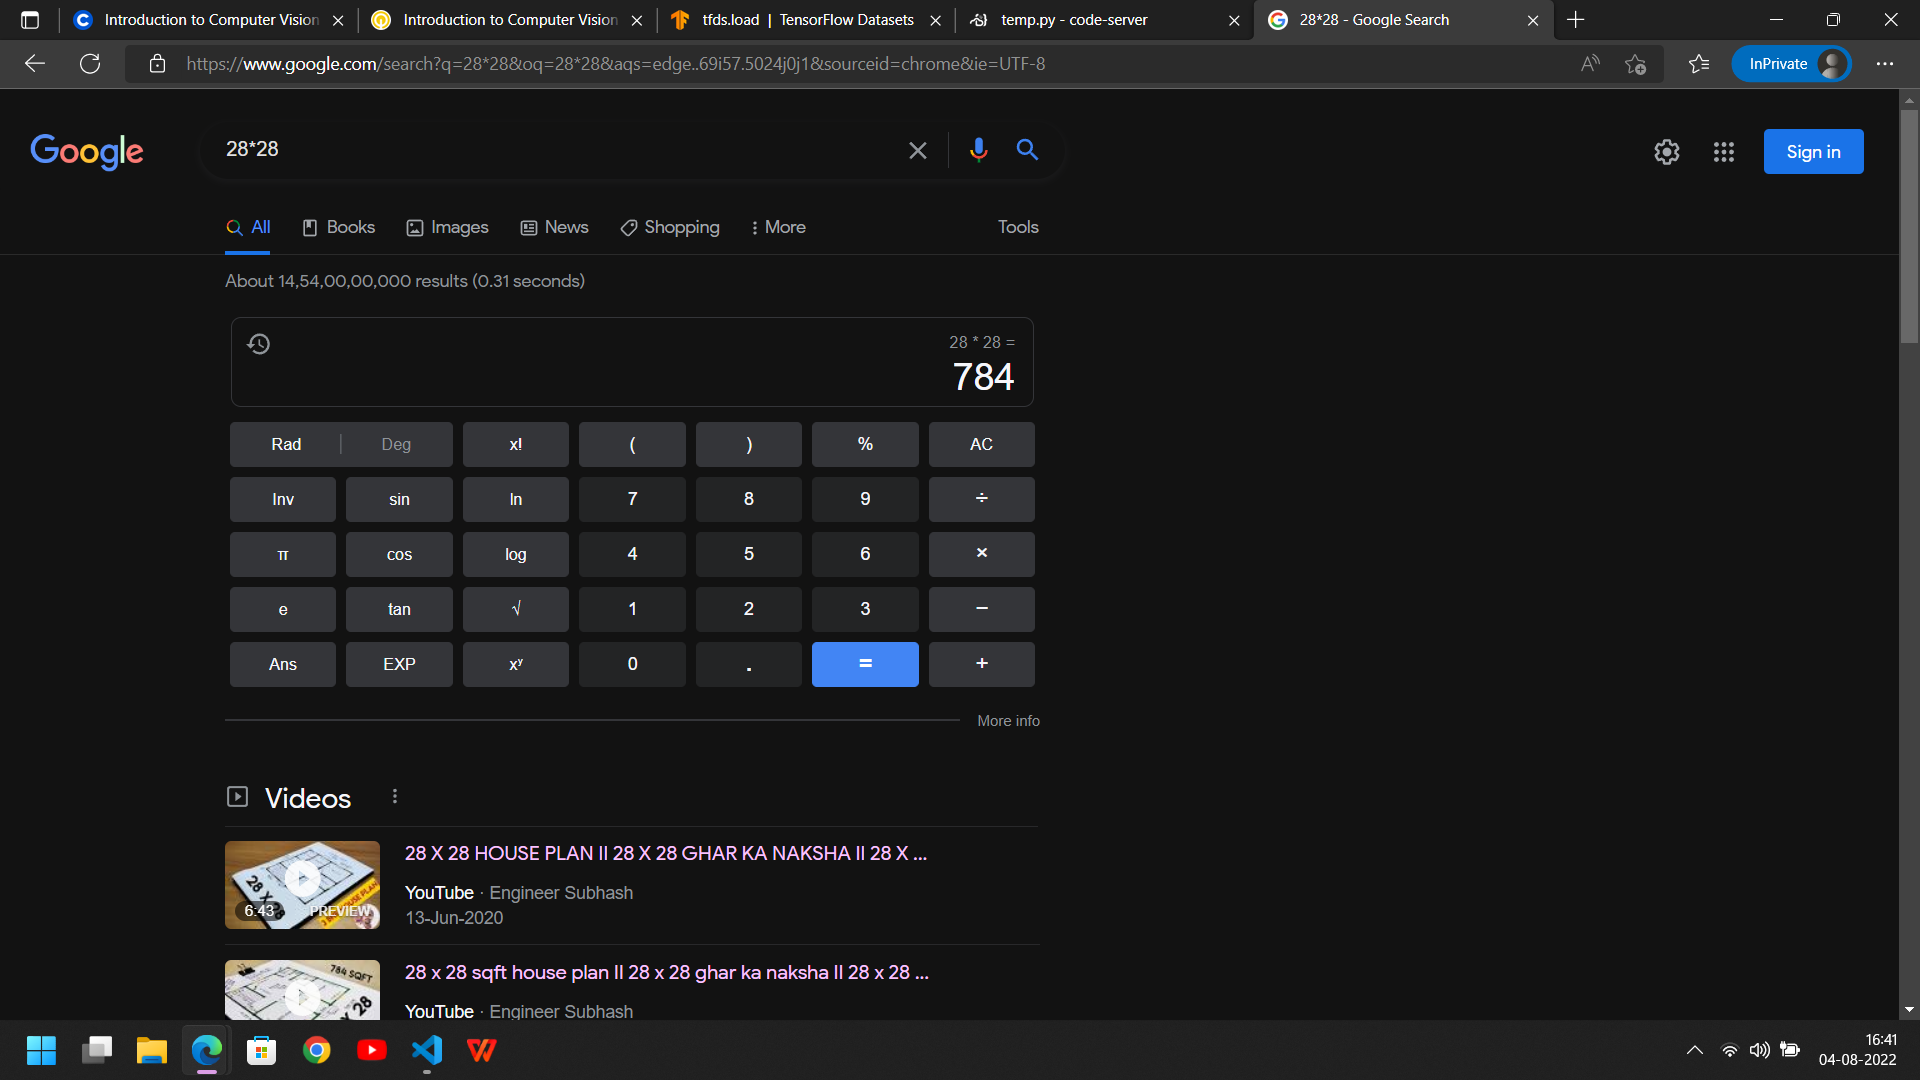 Introduction to Computer Vision
Introduction to Computer Vision
tfds.load | TensorFlow Datasets
temp.py - code-server
28*28 - Google Search
https://www.google.com/search?q=28*28&oq=28*28&aqs=edge..69i57.5024j0j1&sourceid=chrome&ie=UTF-8
InPrivate
Google
28*28
Sign in
All
Books
Images
News
Shopping
More
Tools
About 14,54,00,00,000 results (0.31 seconds)
28 * 28 =
784
Rad Deg x! ( ) % AC
Inv sin ln 7 8 9 ÷
π cos log 4 5 6 ×
e tan √ 1 2 3 −
Ans EXP xʸ 0 . = +
More info
Videos
28 X 28 HOUSE PLAN II 28 X 28 GHAR KA NAKSHA II 28 X ...
YouTube · Engineer Subhash
13-Jun-2020
28 X
6:43
PREVIEW
28 x 28 sqft house plan II 28 x 28 ghar ka naksha II 28 x 28 ...
YouTube · Engineer Subhash
784 SQFT
X 28
16:41
04-08-2022